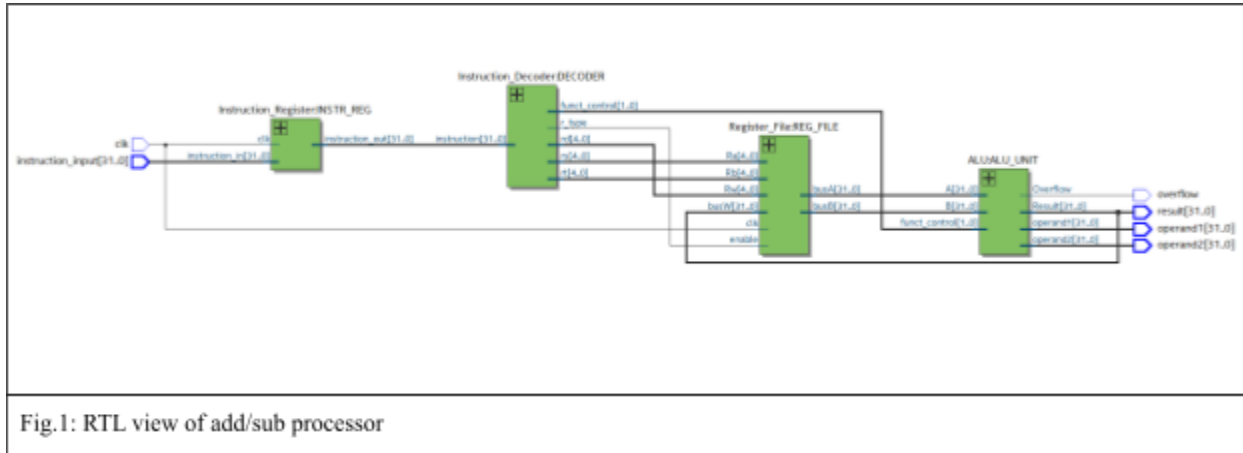 Instruction_Decoder:DECODER
Instruction_Register:INSTR_REG
funct_control[1..0]
r_type
Register_File:REG_FILE
clk
clk
instruction_out[31..0]
instruction[31..0]
rd[4..0]
instruction_input[31..0]
instruction_in[31..0]
rs[4..0]
Ra[4..0]
ALU:ALU_UNIT
rt[4..0]
Rb[4..0]
Rw[4..0]
busA[31..0]
A[31..0]
Overflow
overflow
busW[31..0]
busB[31..0]
B[31..0]
Result[31..0]
result[31..0]
clk
funct_control[1..0]
operand1[31..0]
operand1[31..0]
enable
operand2[31..0]
operand2[31..0]
Fig.1: RTL view of add/sub processor